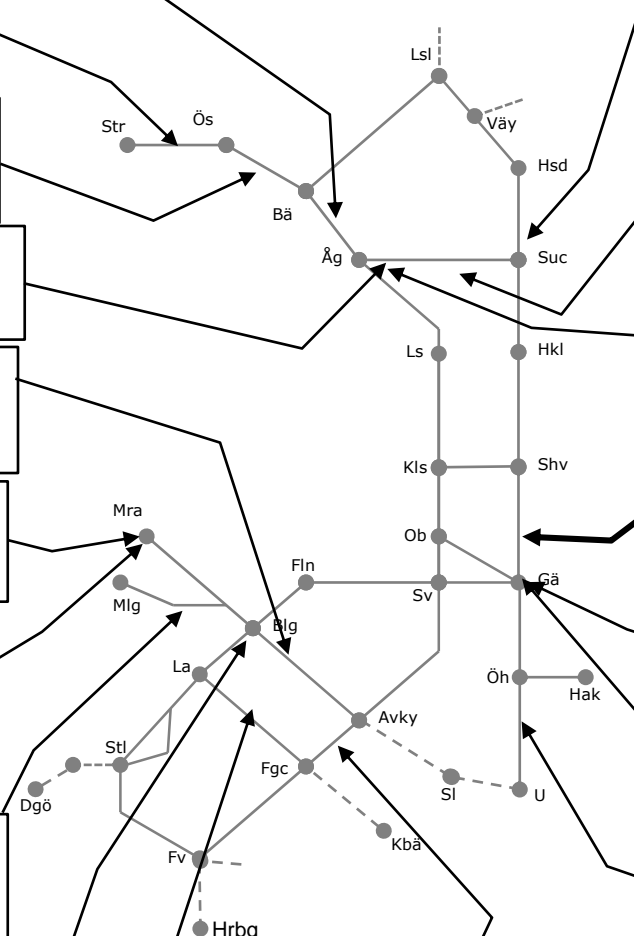 Lsl
Väy
Str
Ös
Hsd
Bä
Åg
Suc
Ls
Hkl
Kls
Shv
Mra
Ob
Fln
Gä
Sv
Mlg
Blg
La
Öh
Hak
Avky
Stl
Fgc
Sl
U
Dgö
Kbä
Fv
Hrbg